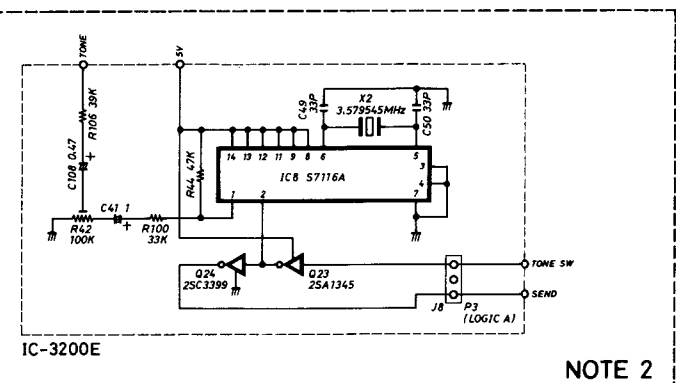 TONE
5V
R106 39K
C108 0.47
+
R42
100K
C41 1
+
R100
33K
R44 47K
C49
33P
X2
3.579545MHz
C50 33P
14 13 12 11 9 8 6 5
IC8 S7116A
3
4
1 2 7
Q24
2SC3399
Q23
2SA1345
TONE SW
SEND
J8
P3
(LOGIC A)
IC-3200E
NOTE 2